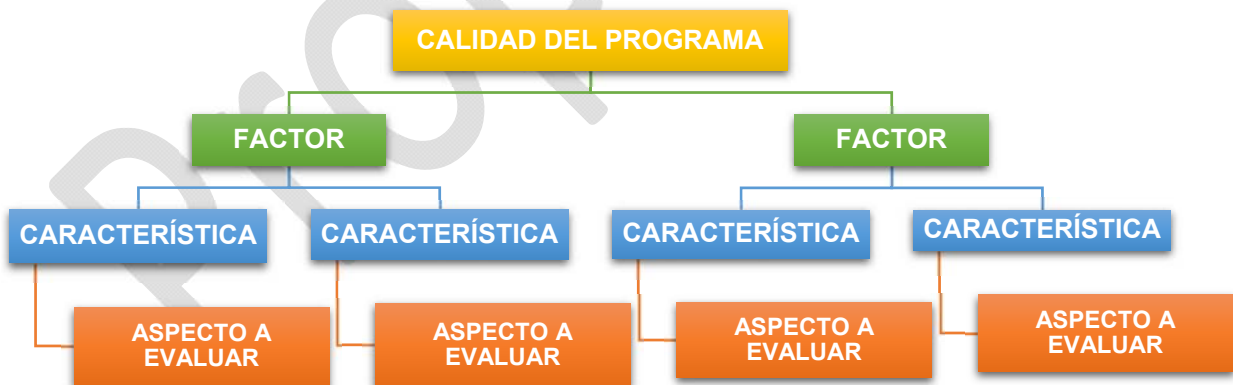 CALIDAD DEL PROGRAMA
FACTOR
FACTOR
CARACTERÍSTICA
CARACTERÍSTICA
CARACTERÍSTICA
CARACTERÍSTICA
ASPECTO A
EVALUAR
ASPECTO A
EVALUAR
ASPECTO A
EVALUAR
ASPECTO A
EVALUAR